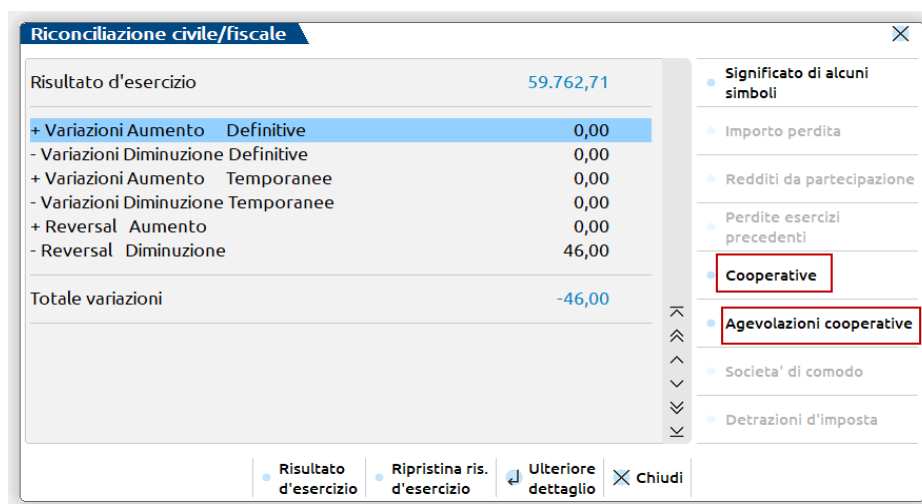 Riconciliazione civile/fiscale
Risultato d'esercizio 59.762,71
+ Variazioni Aumento Definitive 0,00
- Variazioni Diminuzione Definitive 0,00
+ Variazioni Aumento Temporanee 0,00
- Variazioni Diminuzione Temporanee 0,00
+ Reversal Aumento 0,00
- Reversal Diminuzione 46,00
Totale variazioni -46,00
Significato di alcuni
simboli
Importo perdita
Redditi da partecipazione
Perdite esercizi
precedenti
Cooperative
Agevolazioni cooperative
Societa' di comodo
Detrazioni d'imposta
Risultato
d'esercizio
Ripristina ris.
d'esercizio
Ulteriore
dettaglio
Chiudi